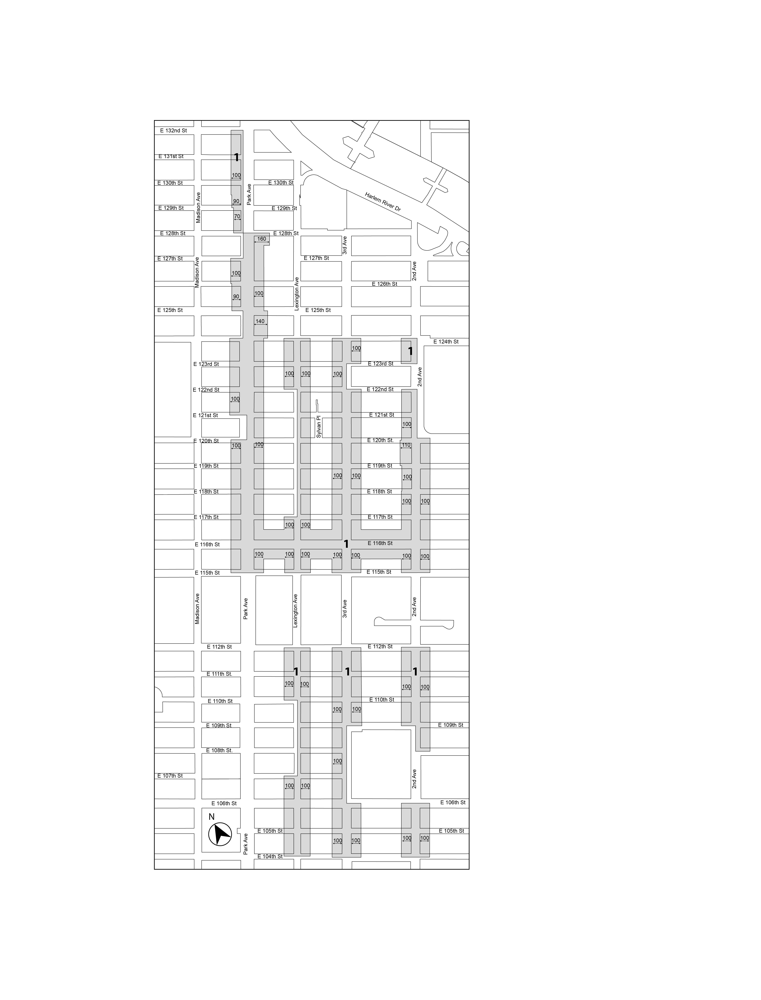 E 132nd St
E 131st St
1
100
E 130th St
E 130th St
Park Ave
Madison Ave
Harlem River Dr
90
E 129th St
E 129th St
70
E 128th St
E 128th St
160
3rd Ave
E 127th St
E 127th St
Madison Ave
2nd Ave
100
E 126th St
Lexington Ave
100
90
E 125th St
E 125th St
140
E 124th St
100
1
E 123rd St
E 123rd St
100
100
100
2nd Ave
E 122nd St
E 122nd St
100
E 121st St
E 121st St
Sylvan Pl
100
E 120th St
E 120th St.
100
100
110
E 119th St
E 119th St
100
100
100
E 118th St
E 118th St
100
100
E 117th St
E 117th St
100
100
E 116th St
1
E 116th St
100
100
100
100
100
100
100
E 115th St
E 115th St
Madison Ave
Park Ave
Lexington Ave
3rd Ave
2nd Ave
E 112th St
E 112th St
1
1
1
E 111th St.
100
100
100
100
E 110th St
E 110th St
100
100
E 109th St
E 109th St
E 108th St.
100
E 107th St
2nd Ave
100
100
E 106th St
E 106th St
N
E 105th St
E 105th St
Park Ave
100
100
100
100
E 104th St